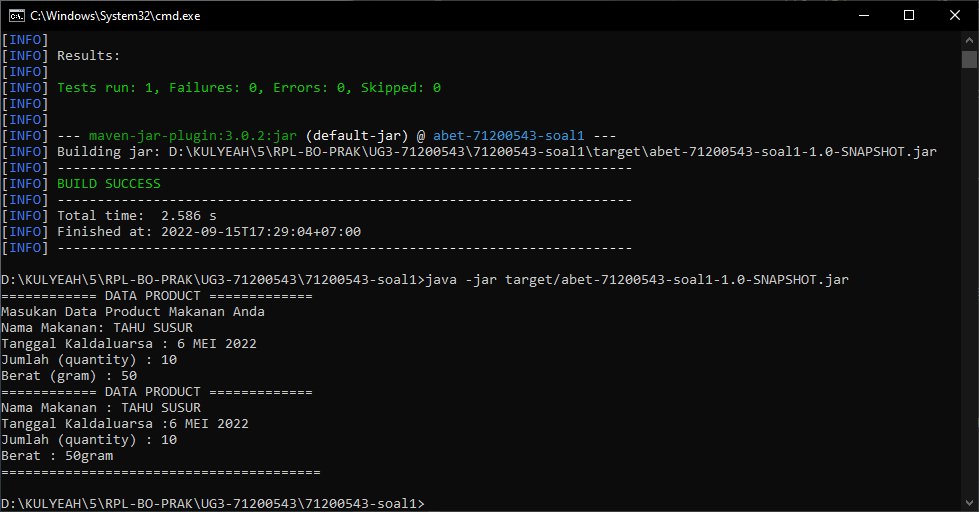 C:\Windows\System32\cmd.exe
[INFO]
[INFO] Results:
[INFO]
[INFO] Tests run: 1, Failures: 0, Errors: 0, Skipped: 0
[INFO]
[INFO]
[INFO] --- maven-jar-plugin:3.0.2:jar (default-jar) @ abet-71200543-soal1 ---
[INFO] Building jar: D:\KULYEAH\5\RPL-BO-PRAK\UG3-71200543\71200543-soal1\target\abet-71200543-soal1-1.0-SNAPSHOT.jar
[INFO] ------------------------------------------------------------------------
[INFO] BUILD SUCCESS
[INFO] ------------------------------------------------------------------------
[INFO] Total time:  2.586 s
[INFO] Finished at: 2022-09-15T17:29:04+07:00
[INFO] ------------------------------------------------------------------------
D:\KULYEAH\5\RPL-BO-PRAK\UG3-71200543\71200543-soal1>java -jar target/abet-71200543-soal1-1.0-SNAPSHOT.jar
============ DATA PRODUCT =============
Masukan Data Product Makanan Anda
Nama Makanan: TAHU SUSUR
Tanggal Kaldaluarsa : 6 MEI 2022
Jumlah (quantity) : 10
Berat (gram) : 50
============ DATA PRODUCT =============
Nama Makanan : TAHU SUSUR
Tanggal Kaldaluarsa :6 MEI 2022
Jumlah (quantity) : 10
Berat : 50gram
========================================
D:\KULYEAH\5\RPL-BO-PRAK\UG3-71200543\71200543-soal1>